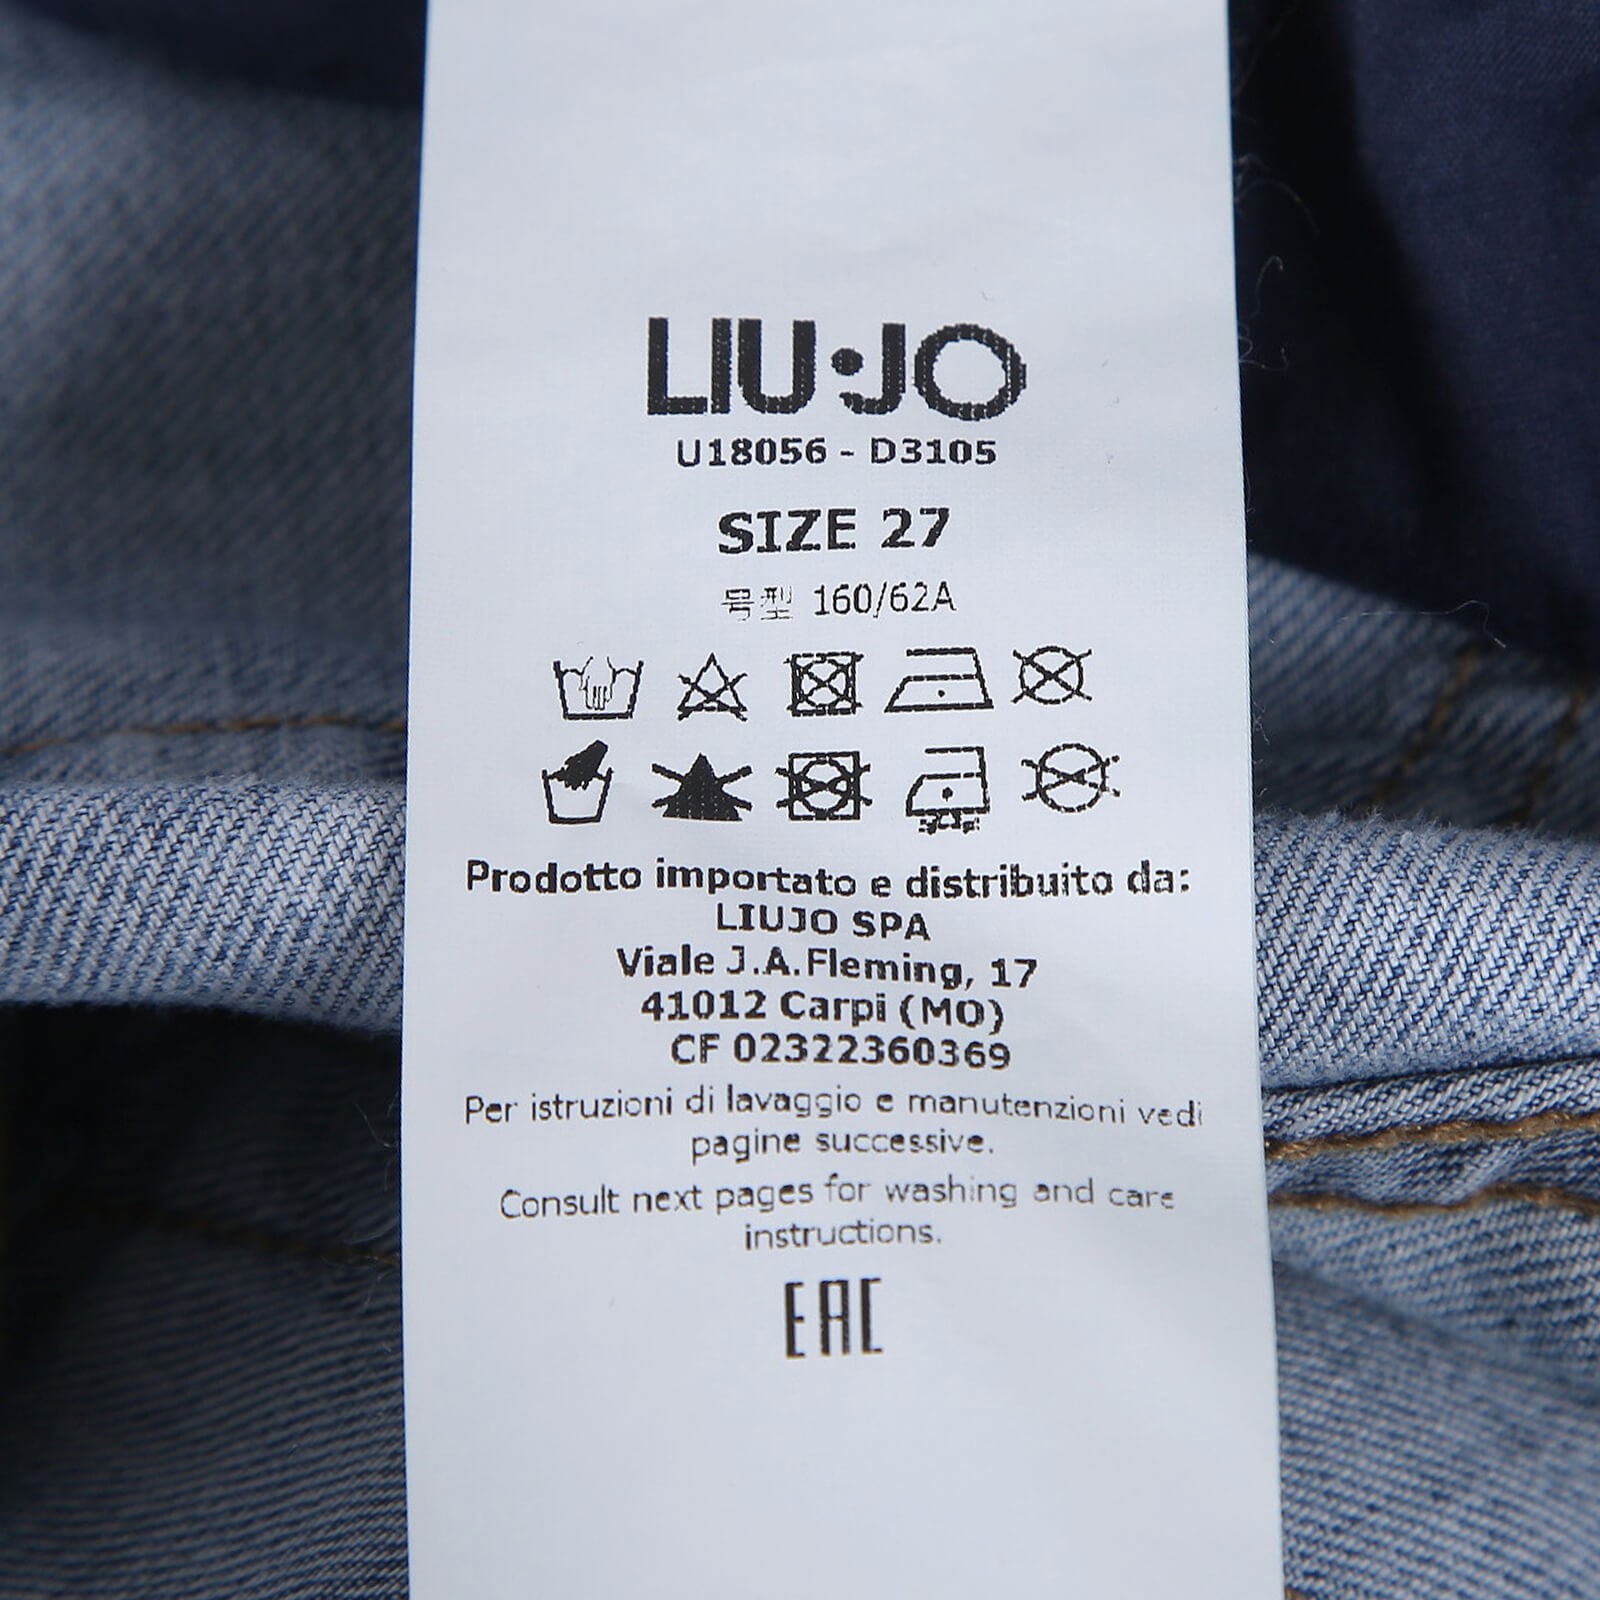 LIU·JO
U18056 - D3105
SIZE 27
号型 160/62A
Prodotto importato e distribuito da:
LIUJO SPA
Viale J.A.Fleming, 17
41012 Carpi (MO)
CF 02322360369
Per istruzioni di lavaggio e manutenzioni vedi
pagine successive.
Consult next pages for washing and care
instructions.
EAC